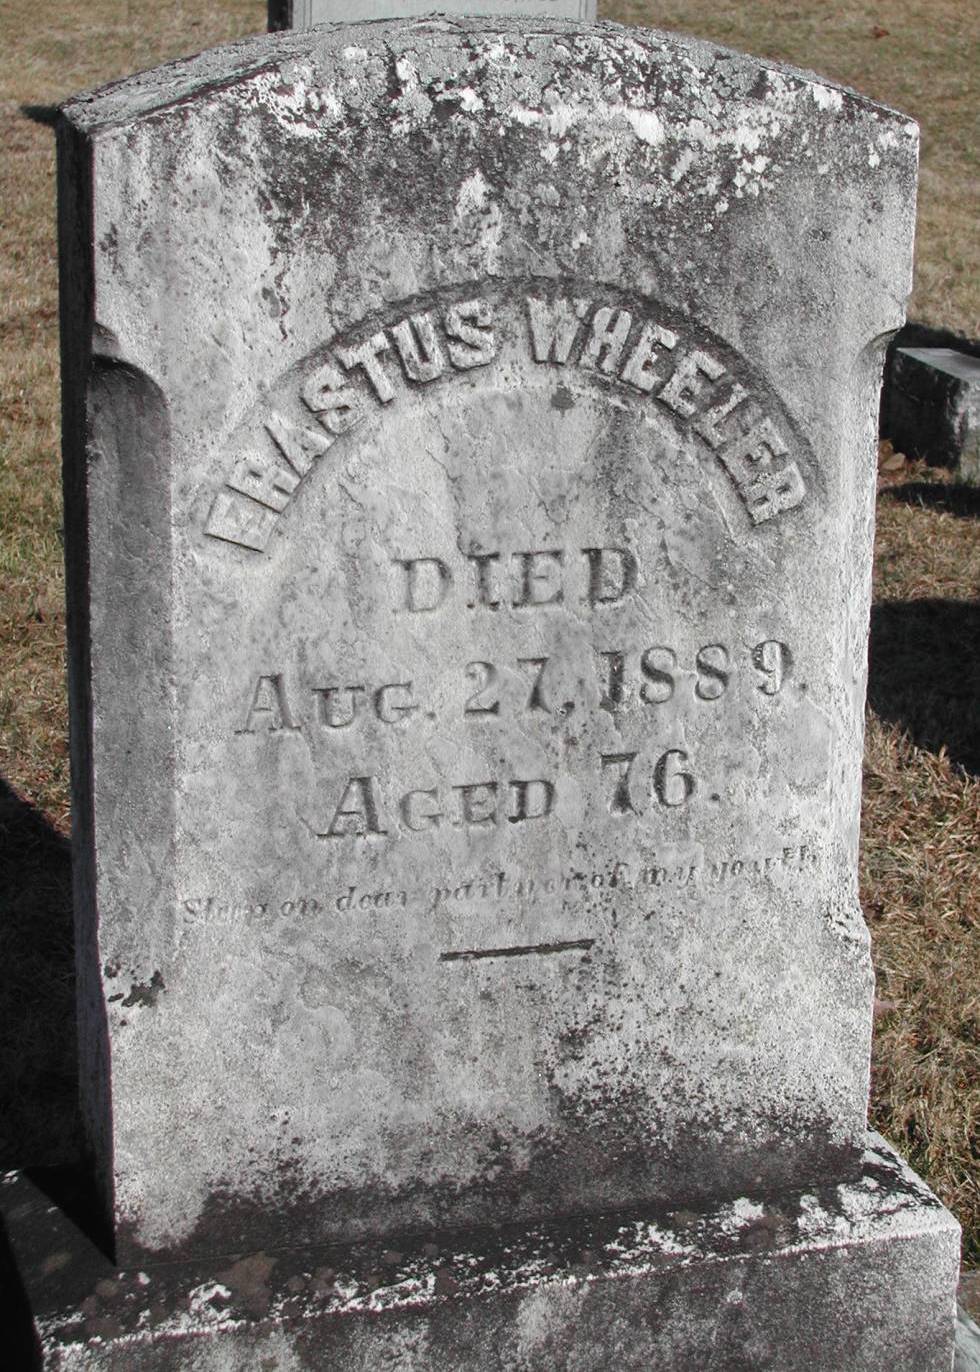 ERASTUS WHEELER
DIED
AUG. 27, 1889.
AGED 76.
Sleep on dear partner of my youth